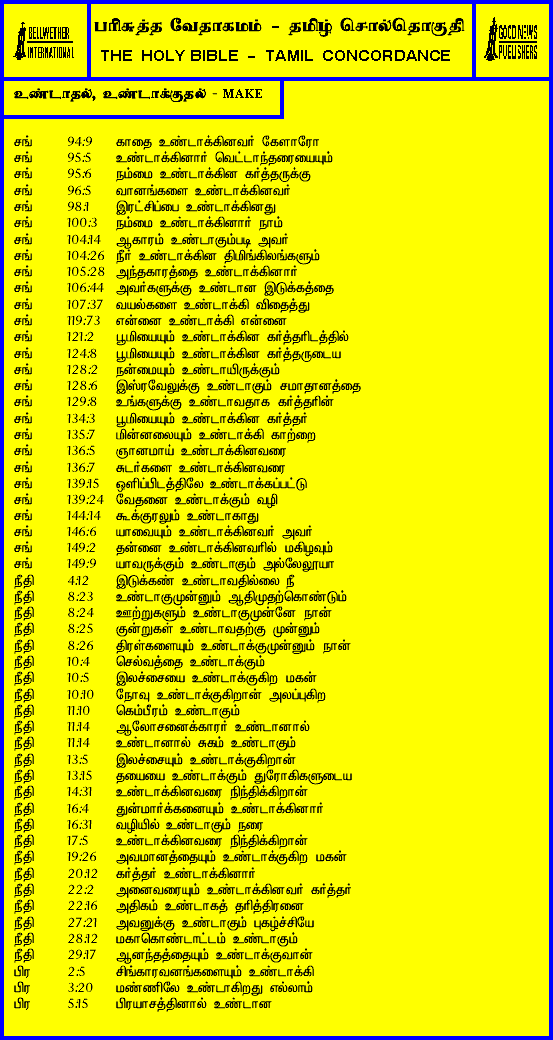 BELLWETHER
INTERNATIONAL
பரிசுத்த வேதாகமம் - தமிழ் சொல்தொகுதி
THE HOLY BIBLE - TAMIL CONCORDANCE
GOOD NEWS
PUBLISHERS
உண்டாதல், உண்டாக்குதல் - MAKE
சங் 94:9 காதை உண்டாக்கினவர் கேளாரோ
சங் 95:5 உண்டாக்கினார் வெட்டாந்தரையையும்
சங் 95:6 நம்மை உண்டாக்கின கர்த்தருக்கு
சங் 96:5 வானங்களை உண்டாக்கினவர்
சங் 98:1 இரட்சிப்பை உண்டாக்கினது
சங் 100:3 நம்மை உண்டாக்கினார் நாம்
சங் 104:14 ஆகாரம் உண்டாகும்படி அவர்
சங் 104:26 நீர் உண்டாக்கின திமிங்கிலங்களும்
சங் 105:28 அந்தகாரத்தை உண்டாக்கினார்
சங் 106:44 அவர்களுக்கு உண்டான இடுக்கத்தை
சங் 107:37 வயல்களை உண்டாக்கி விதைத்து
சங் 119:73 என்னை உண்டாக்கி என்னை
சங் 121:2 பூமியையும் உண்டாக்கின கர்த்தரிடத்தில்
சங் 124:8 பூமியையும் உண்டாக்கின கர்த்தருடைய
சங் 128:2 நன்மையும் உண்டாயிருக்கும்
சங் 128:6 இஸ்ரவேலுக்கு உண்டாகும் சமாதானத்தை
சங் 129:8 உங்களுக்கு உண்டாவதாக கர்த்தரின்
சங் 134:3 பூமியையும் உண்டாக்கின கர்த்தர்
சங் 135:7 மின்னலையும் உண்டாக்கி காற்றை
சங் 136:5 ஞானமாய் உண்டாக்கினவரை
சங் 136:7 சுடர்களை உண்டாக்கினவரை
சங் 139:15 ஒளிப்பிடத்திலே உண்டாக்கப்பட்டு
சங் 139:24 வேதனை உண்டாக்கும் வழி
சங் 144:14 கூக்குரலும் உண்டாகாது
சங் 146:6 யாவையும் உண்டாக்கினவர் அவர்
சங் 149:2 தன்னை உண்டாக்கினவரில் மகிழவும்
சங் 149:9 யாவருக்கும் உண்டாகும் அல்லேலூயா
நீதி 4:12 இடுக்கண் உண்டாவதில்லை நீ
நீதி 8:23 உண்டாகுமுன்னும் ஆதிமுதற்கொண்டும்
நீதி 8:24 ஊற்றுகளும் உண்டாகுமுன்னே நான்
நீதி 8:25 குன்றுகள் உண்டாவதற்கு முன்னும்
நீதி 8:26 திரள்களையும் உண்டாக்குமுன்னும் நான்
நீதி 10:4 செல்வத்தை உண்டாக்கும்
நீதி 10:5 இலச்சையை உண்டாக்குகிற மகன்
நீதி 10:10 நோவு உண்டாக்குகிறான் அலப்புகிற
நீதி 11:10 கெம்பீரம் உண்டாகும்
நீதி 11:14 ஆலோசனைக்காரர் உண்டானால்
நீதி 11:14 உண்டானால் சுகம் உண்டாகும்
நீதி 13:5 இலச்சையும் உண்டாக்குகிறான்
நீதி 13:15 தயையை உண்டாக்கும் துரோகிகளுடைய
நீதி 14:31 உண்டாக்கினவரை நிந்திக்கிறான்
நீதி 16:4 துன்மார்க்கனையும் உண்டாக்கினார்
நீதி 16:31 வழியில் உண்டாகும் நரை
நீதி 17:5 உண்டாக்கினவரை நிந்திக்கிறான்
நீதி 19:26 அவமானத்தையும் உண்டாக்குகிற மகன்
நீதி 20:12 கர்த்தர் உண்டாக்கினார்
நீதி 22:2 அனைவரையும் உண்டாக்கினவர் கர்த்தர்
நீதி 22:16 அதிகம் உண்டாகத் தரித்திரனை
நீதி 27:21 அவனுக்கு உண்டாகும் புகழ்ச்சியே
நீதி 28:12 மகாகொண்டாட்டம் உண்டாகும்
நீதி 29:17 ஆனந்தத்தையும் உண்டாக்குவான்
பிர 2:5 சிங்காரவனங்களையும் உண்டாக்கி
பிர 3:20 மண்ணிலே உண்டாகிறது எல்லாம்
பிர 5:15 பிரயாசத்தினால் உண்டான